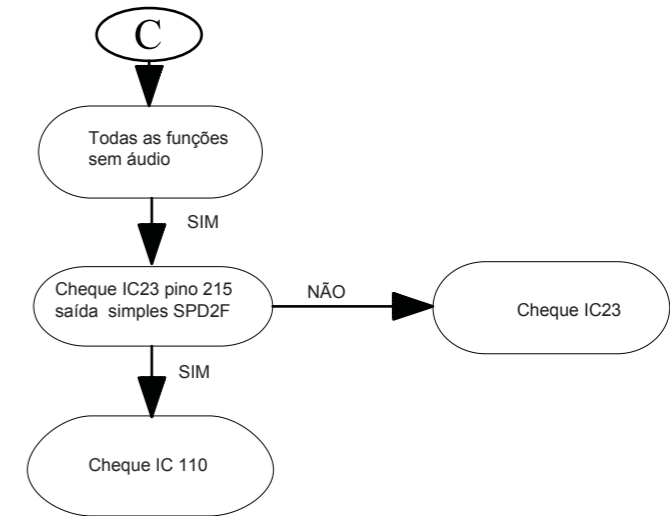 C
Todas as funções
sem áudio
SIM
Cheque IC23 pino 215
saída simples SPD2F
NÃO
Cheque IC23
SIM
Cheque IC 110